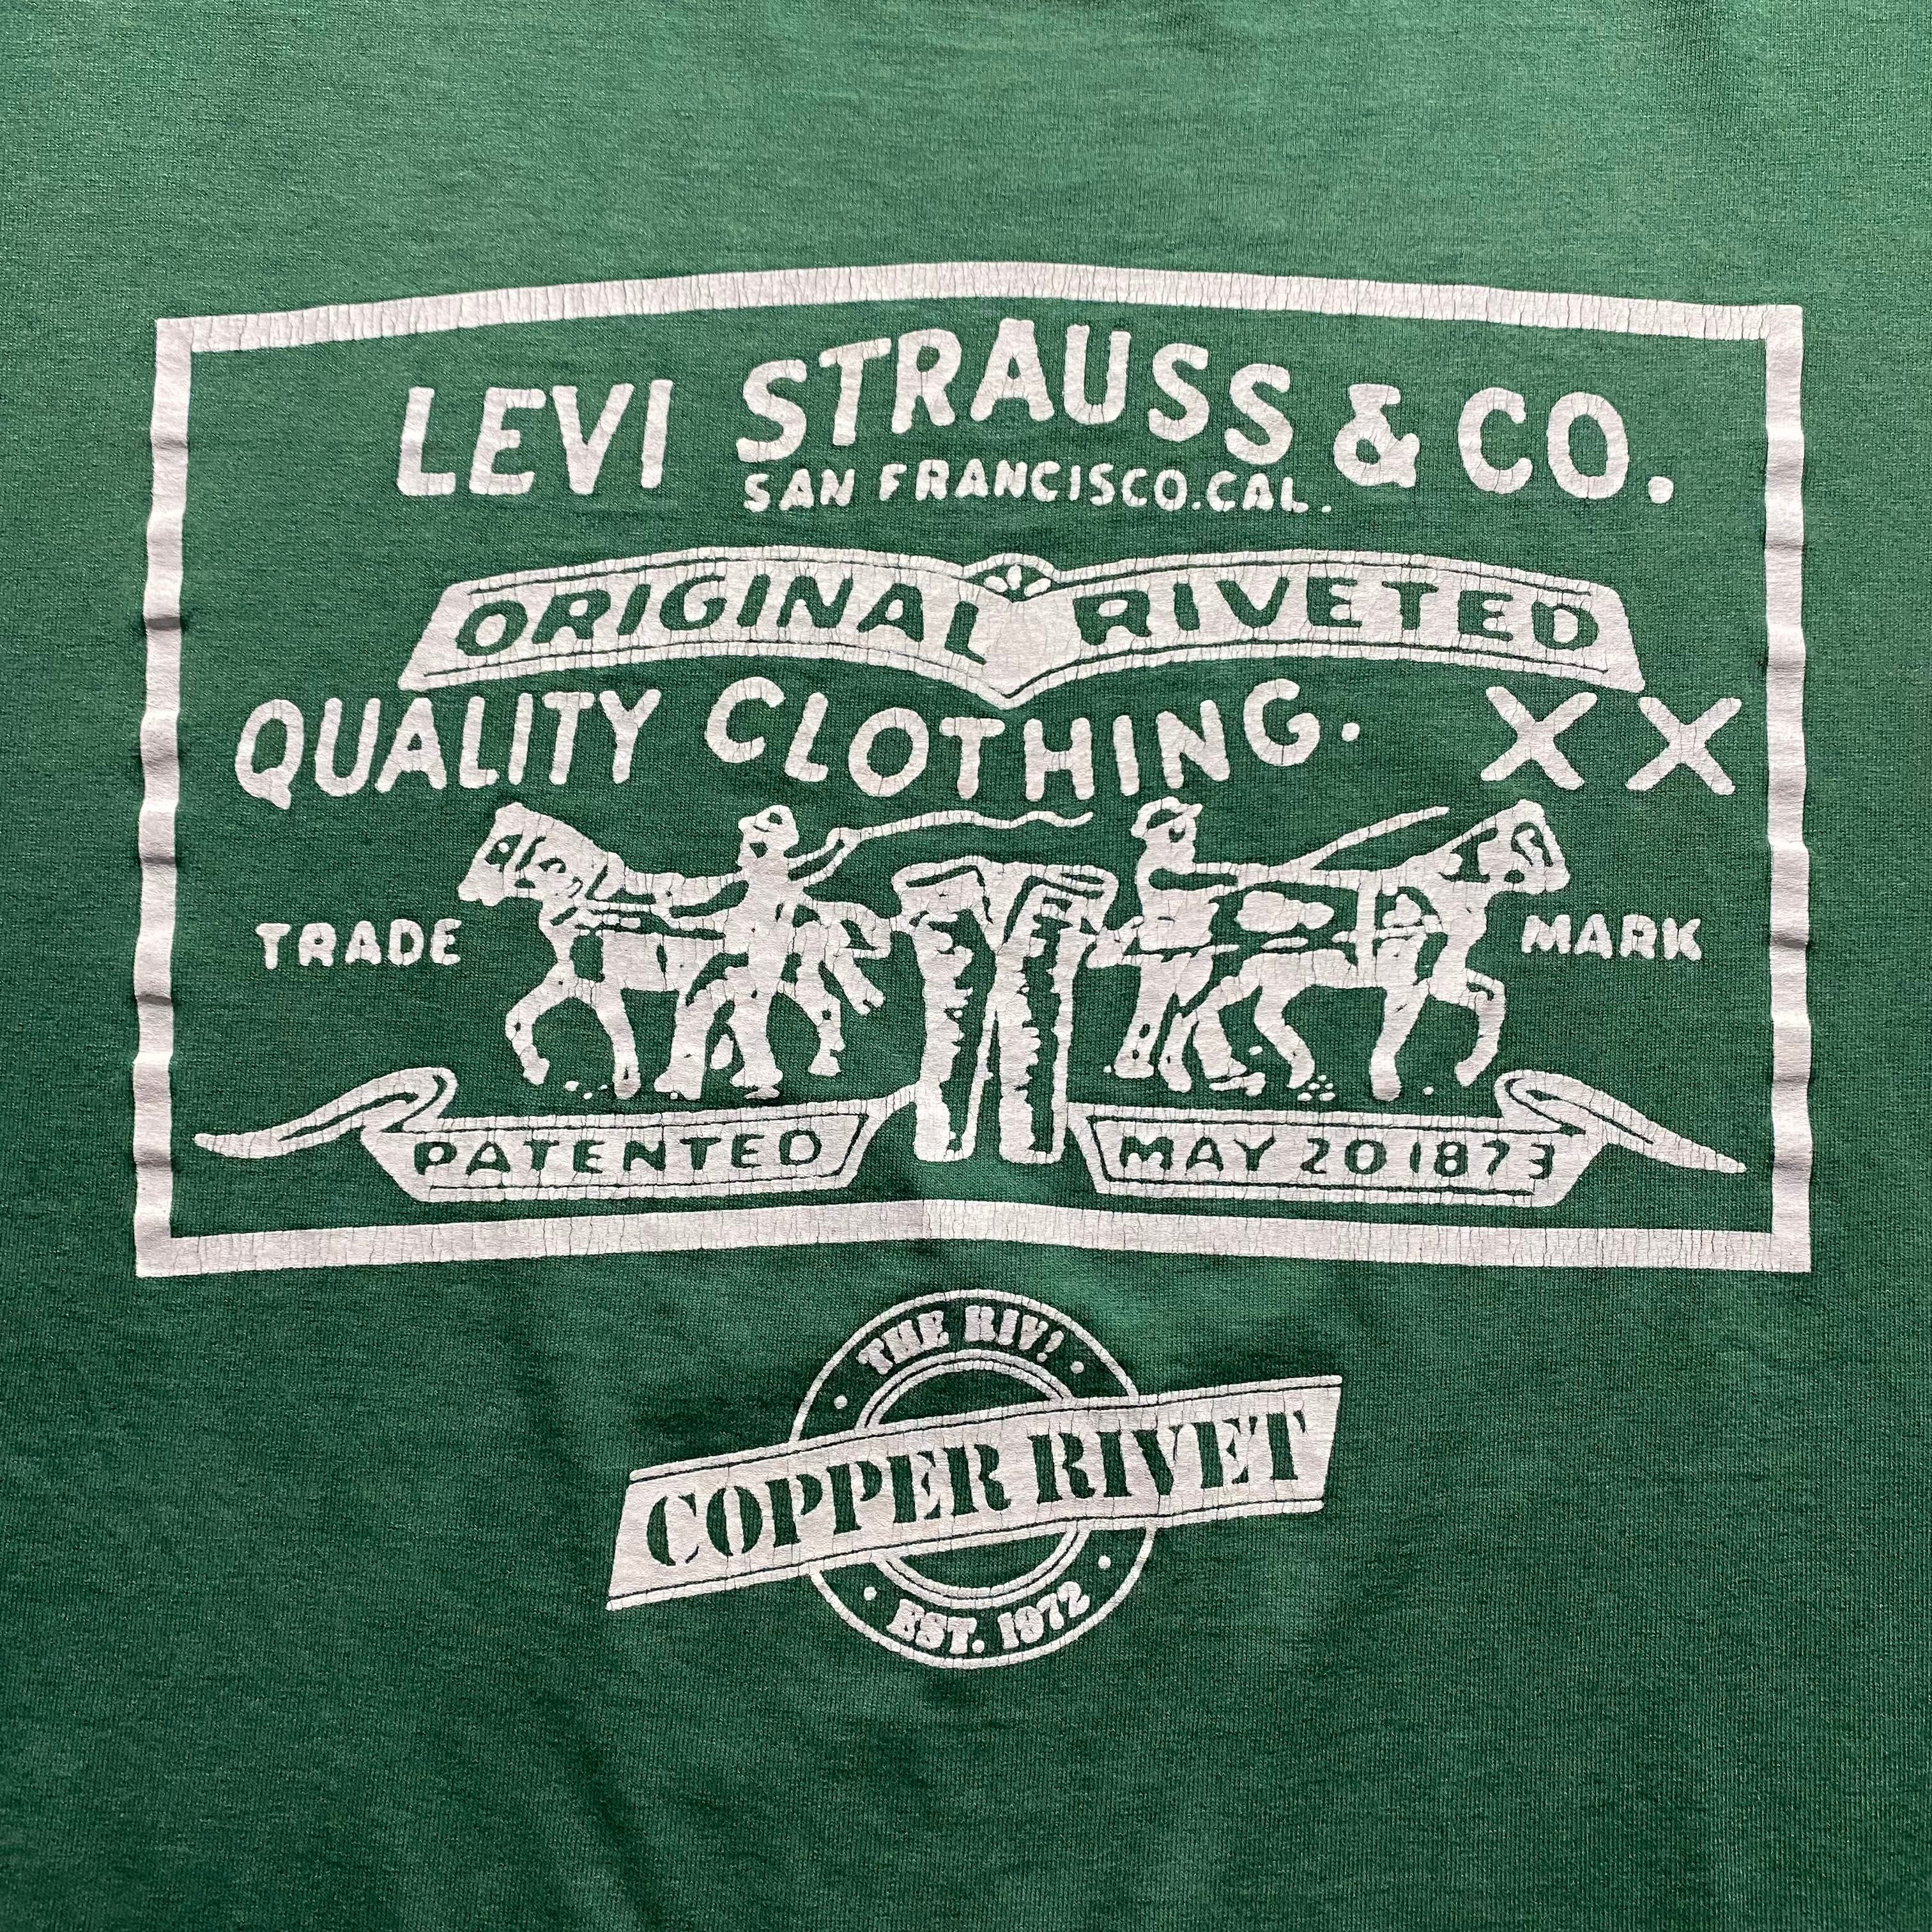 LEVI STRAUSS & CO.
SAN FRANCISCO.CAL.
ORIGINAL RIVETED
QUALITY CLOTHING. XX
TRADE MARK
PATENTED MAY 20 1873
THE RIV!
COPPER RIVET
EST. 1972